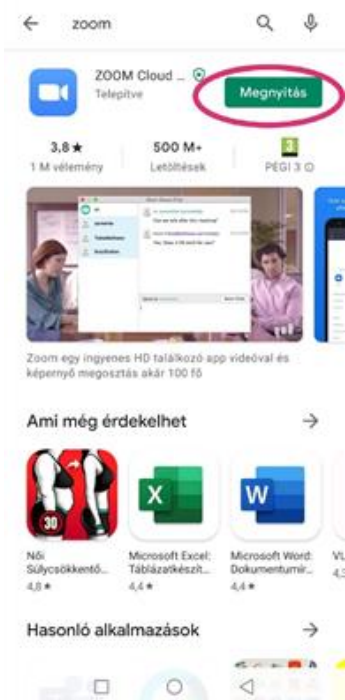 zoom
ZOOM Cloud ...
Telepítve
Megnyitás
3,8★
1 M vélemény
500 M+
Letöltések
3
PEGI 3
Zoom egy ingyenes HD találkozó app videóval és
képernyő megosztás akár 100 fő
Ami még érdekelhet
30
X
W
Női
Súlycsökkentő...
4,8★
Microsoft Excel:
Táblázatkészít...
4,4★
Microsoft Word:
Dokumentumír...
4,4★
Hasonló alkalmazások